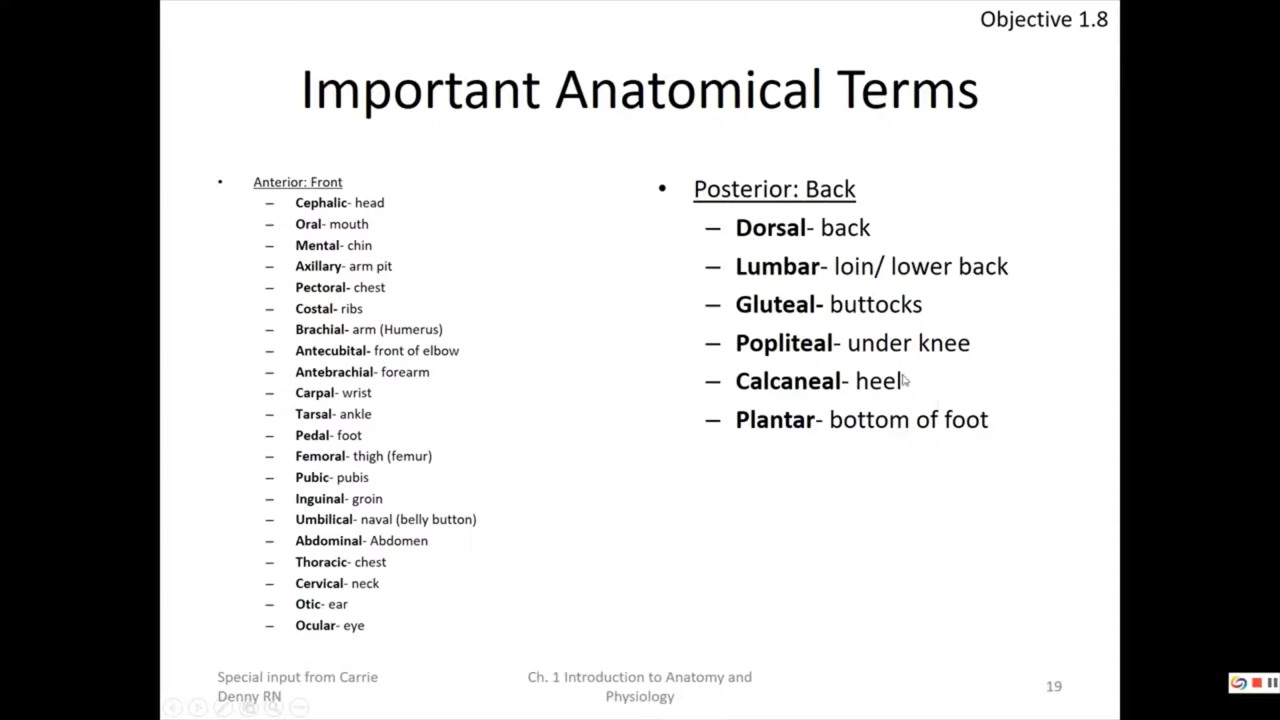 Objective 1.8
Important Anatomical Terms
• Anterior: Front
– Cephalic- head
– Oral- mouth
– Mental- chin
– Axillary- arm pit
– Pectoral- chest
– Costal- ribs
– Brachial- arm (Humerus)
– Antecubital- front of elbow
– Antebrachial- forearm
– Carpal- wrist
– Tarsal- ankle
– Pedal- foot
– Femoral- thigh (femur)
– Pubic- pubis
– Inguinal- groin
– Umbilical- naval (belly button)
– Abdominal- Abdomen
– Thoracic- chest
– Cervical- neck
– Otic- ear
– Ocular- eye
• Posterior: Back
– Dorsal- back
– Lumbar- loin/ lower back
– Gluteal- buttocks
– Popliteal- under knee
– Calcaneal- heel
– Plantar- bottom of foot
Special input from Carrie
Denny RN
Ch. 1 Introduction to Anatomy and
Physiology
19